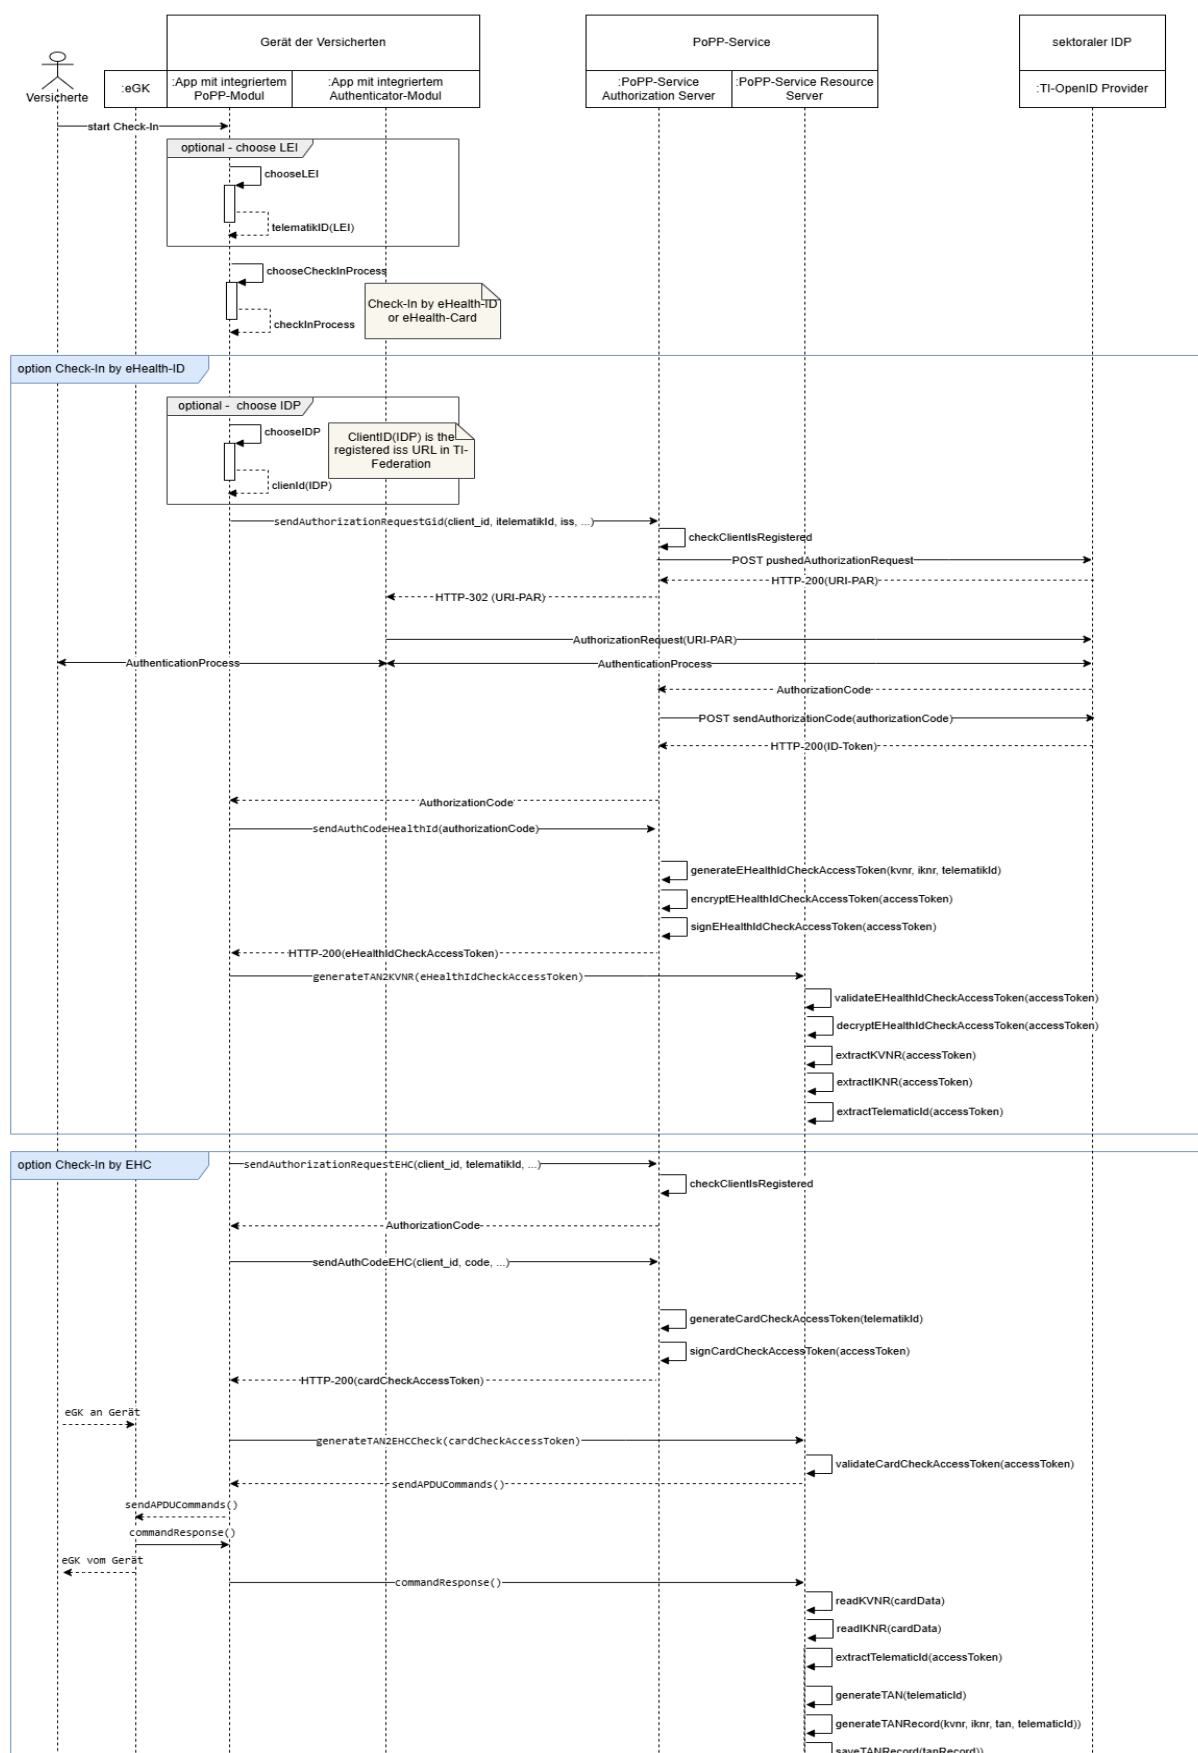 Gerät der Versicherten
PoPP-Service
sektoraler IDP
Versicherte
:eGK
:App mit integriertem
PoPP-Modul
:App mit integriertem
Authenticator-Modul
:PoPP-Service
Authorization Server
:PoPP-Service Resource
Server
:TI-OpenID Provider
start Check-In
optional - choose LEI
chooseLEI
telematikID(LEI)
chooseCheckInProcess
Check-In by eHealth-ID
or eHealth-Card
checkInProcess
option Check-In by eHealth-ID
optional - choose IDP
chooseIDP
ClientID(IDP) is the
registered iss URL in TI-
Federation
clienId(IDP)
sendAuthorizationRequestGid(client_id, itelematikId, iss, ...)
checkClientIsRegistered
POST pushedAuthorizationRequest
HTTP-200(URI-PAR)
HTTP-302 (URI-PAR)
AuthorizationRequest(URI-PAR)
AuthenticationProcess
AuthenticationProcess
AuthorizationCode
POST sendAuthorizationCode(authorizationCode)
HTTP-200(ID-Token)
AuthorizationCode
sendAuthCodeHealthId(authorizationCode)
generateEHealthIdCheckAccessToken(kvnr, iknr, telematikId)
encryptEHealthIdCheckAccessToken(accessToken)
signEHealthIdCheckAccessToken(accessToken)
HTTP-200(eHealthIdCheckAccessToken)
generateTAN2KVNR(eHealthIdCheckAccessToken)
validateEHealthIdCheckAccessToken(accessToken)
decryptEHealthIdCheckAccessToken(accessToken)
extractKVNR(accessToken)
extractIKNR(accessToken)
extractTelematicId(accessToken)
option Check-In by EHC
sendAuthorizationRequestEHC(client_id, telematikId, ...)
checkClientIsRegistered
AuthorizationCode
sendAuthCodeEHC(client_id, code, ...)
generateCardCheckAccessToken(telematikId)
signCardCheckAccessToken(accessToken)
HTTP-200(cardCheckAccessToken)
eGK an Gerät
generateTAN2EHCCheck(cardCheckAccessToken)
validateCardCheckAccessToken(accessToken)
sendAPDUCommands()
sendAPDUCommands()
commandResponse()
eGK vom Gerät
commandResponse()
readKVNR(cardData)
readIKNR(cardData)
extractTelematicId(accessToken)
generateTAN(telematicId)
generateTANRecord(kvnr, iknr, tan, telematicId))
saveTANRecord(tanRecord))